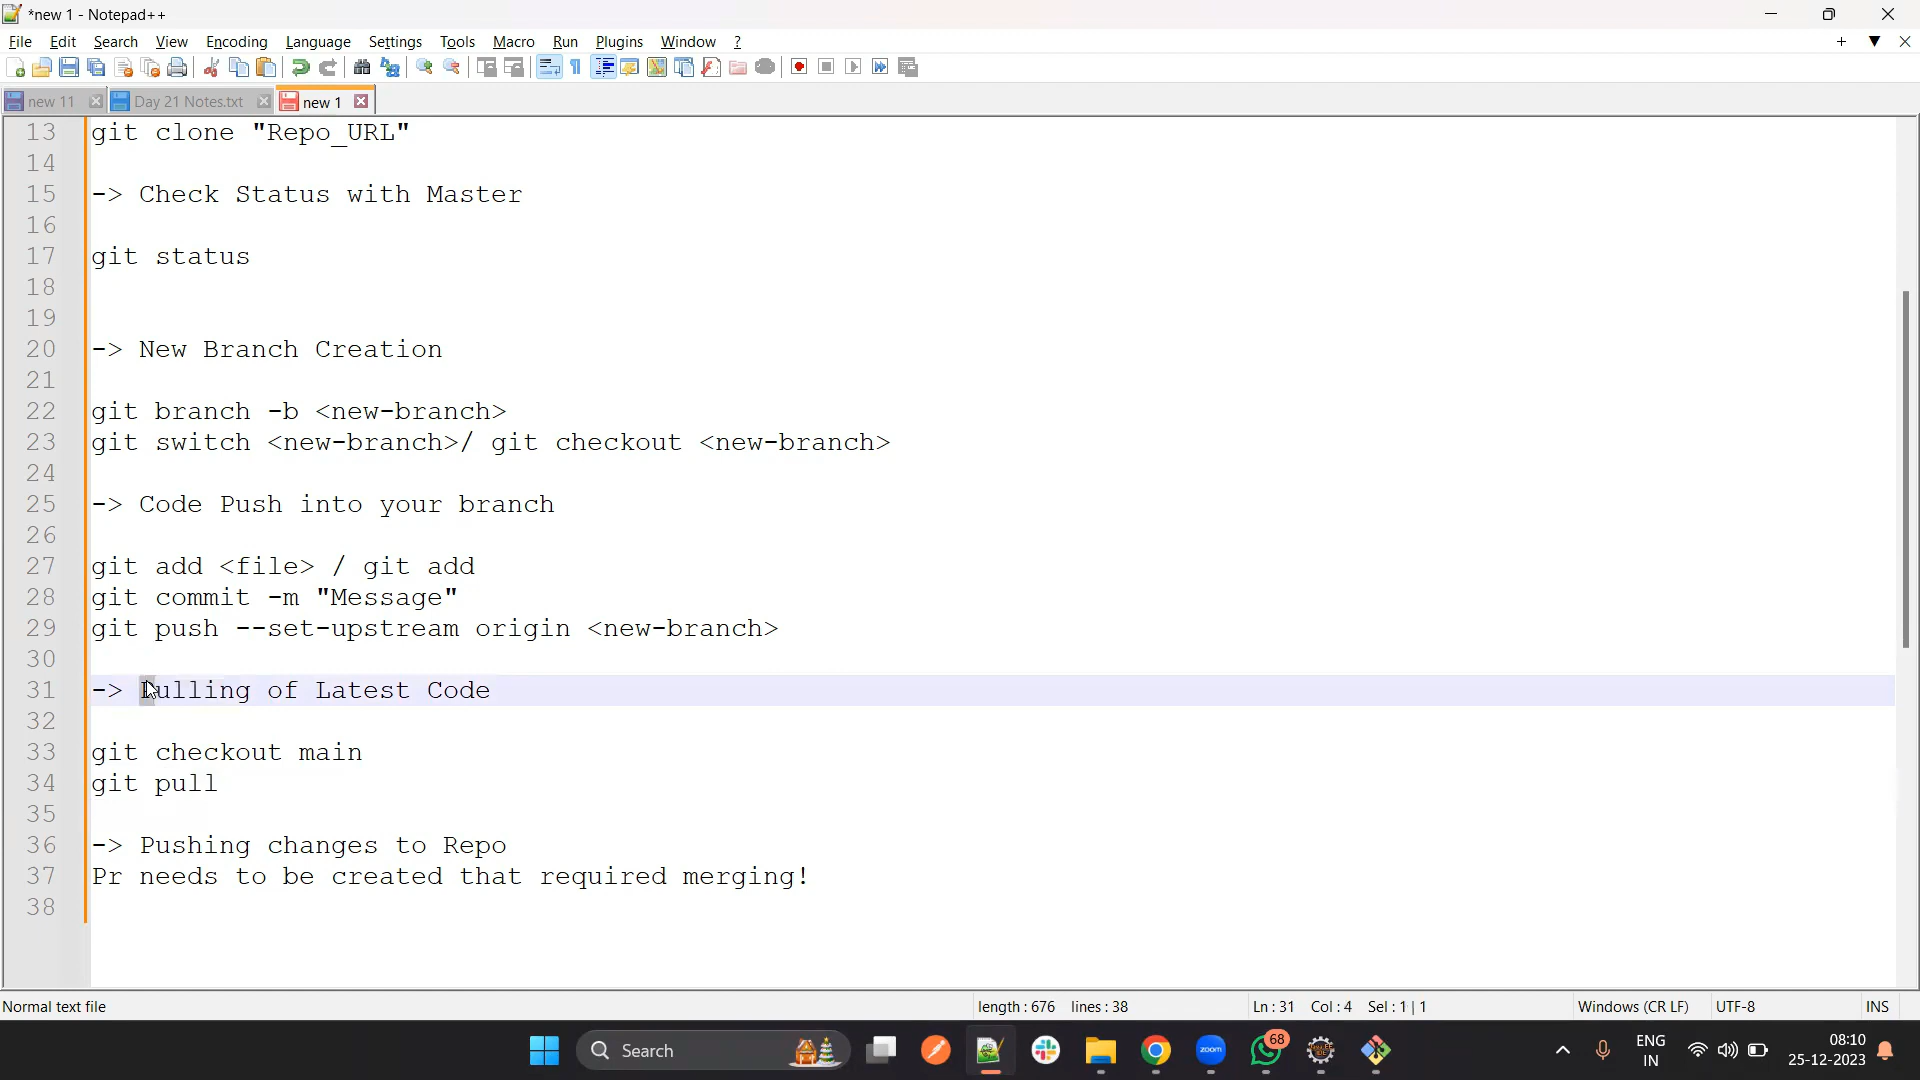 *new 1 - Notepad++
File Edit Search View Encoding Language Settings Tools Macro Run Plugins Window ?
new 11 Day 21 Notes.txt new 1
13 git clone "Repo_URL"
14
15 -> Check Status with Master
16
17 git status
18
19
20 -> New Branch Creation
21
22 git branch -b <new-branch>
23 git switch <new-branch>/ git checkout <new-branch>
24
25 -> Code Push into your branch
26
27 git add <file> / git add
28 git commit -m "Message"
29 git push --set-upstream origin <new-branch>
30
31 -> Pulling of Latest Code
32
33 git checkout main
34 git pull
35
36 -> Pushing changes to Repo
37 Pr needs to be created that required merging!
38
Normal text file length : 676 lines : 38 Ln : 31 Col : 4 Sel : 1 | 1 Windows (CR LF) UTF-8 INS
Search zoom 68 ENG IN 08:10 25-12-2023